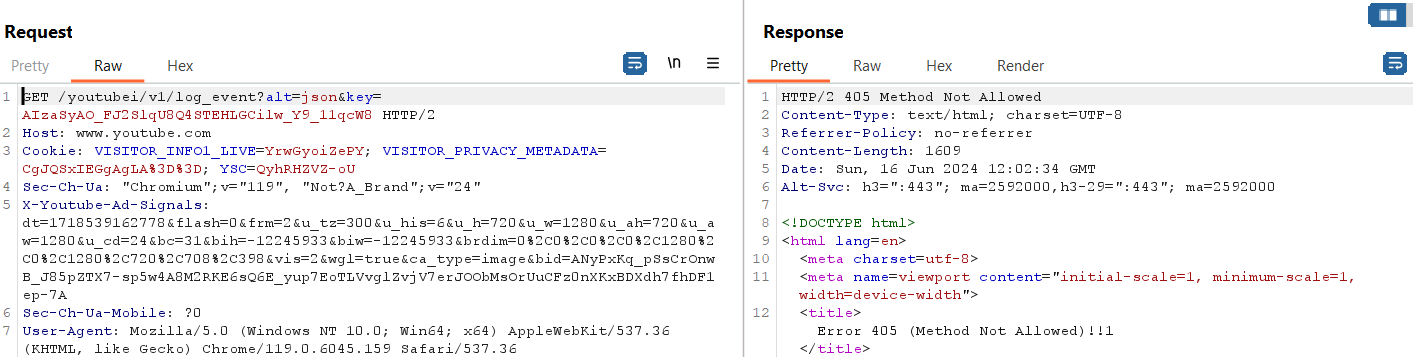 Request
Pretty Raw Hex \n
1 GET /youtubei/v1/log_event?alt=json&key=
AIzaSyAO_FJ2SlqU8Q4STEHLGCilw_Y9_11qcW8 HTTP/2
2 Host: www.youtube.com
3 Cookie: VISITOR_INFO1_LIVE=YrwGyoiZePY; VISITOR_PRIVACY_METADATA=
CgJQSxIEGgAgLA%3D%3D; YSC=QyhRHZVZ-oU
4 Sec-Ch-Ua: "Chromium";v="119", "Not?A_Brand";v="24"
5 X-Youtube-Ad-Signals:
dt=1718539162778&flash=0&frm=2&u_tz=300&u_his=6&u_h=720&u_w=1280&u_ah=720&u_a
w=1280&u_cd=24&bc=31&bih=-12245933&biw=-12245933&brdim=0%2C0%2C0%2C0%2C1280%2
C0%2C1280%2C720%2C708%2C398&vis=2&wgl=true&ca_type=image&bid=ANyPxKq_pSsCrOnw
B_J85pZTX7-sp5w4A8M2RKE6sQ6E_yup7EoTLVvglZvjV7erJOObMsOrUuCFz0nXKxBDXdh7fhDF1
ep-7A
6 Sec-Ch-Ua-Mobile: ?0
7 User-Agent: Mozilla/5.0 (Windows NT 10.0; Win64; x64) AppleWebKit/537.36
(KHTML, like Gecko) Chrome/119.0.6045.159 Safari/537.36
Response
Pretty Raw Hex Render
1 HTTP/2 405 Method Not Allowed
2 Content-Type: text/html; charset=UTF-8
3 Referrer-Policy: no-referrer
4 Content-Length: 1609
5 Date: Sun, 16 Jun 2024 12:02:34 GMT
6 Alt-Svc: h3=":443"; ma=2592000,h3-29=":443"; ma=2592000
7
8 <!DOCTYPE html>
9 <html lang=en>
10 <meta charset=utf-8>
11 <meta name=viewport content="initial-scale=1, minimum-scale=1,
width=device-width">
12 <title>
Error 405 (Method Not Allowed)!!1
</title>